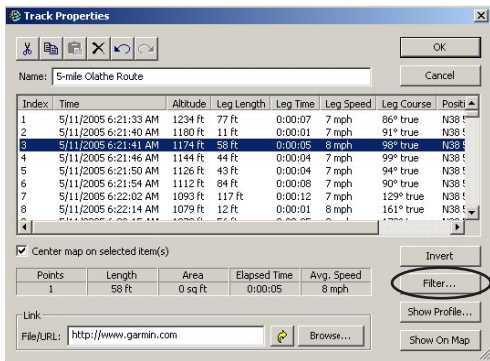 Track Properties
OK
Name: 5-mile Olathe Route
Cancel
Index Time Altitude Leg Length Leg Time Leg Speed Leg Course Positi
1 5/11/2005 6:21:33 AM 1234 ft 77 ft 0:00:07 7 mph 86° true N38 5
2 5/11/2005 6:21:40 AM 1180 ft 11 ft 0:00:01 7 mph 91° true N38 5
3 5/11/2005 6:21:41 AM 1174 ft 58 ft 0:00:05 8 mph 98° true N38 5
4 5/11/2005 6:21:46 AM 1144 ft 44 ft 0:00:04 7 mph 99° true N38 5
5 5/11/2005 6:21:50 AM 1126 ft 43 ft 0:00:04 7 mph 94° true N38 5
6 5/11/2005 6:21:54 AM 1112 ft 84 ft 0:00:08 7 mph 90° true N38 5
7 5/11/2005 6:22:02 AM 1093 ft 117 ft 0:00:12 7 mph 129° true N38 5
8 5/11/2005 6:22:14 AM 1079 ft 12 ft 0:00:01 8 mph 161° true N38 5
Center map on selected item(s)
Invert
Points Length Area Elapsed Time Avg. Speed
1 58 ft 0 sq ft 0:00:05 8 mph
Filter...
Link
Show Profile...
File/URL: http://www.garmin.com Browse...
Show On Map